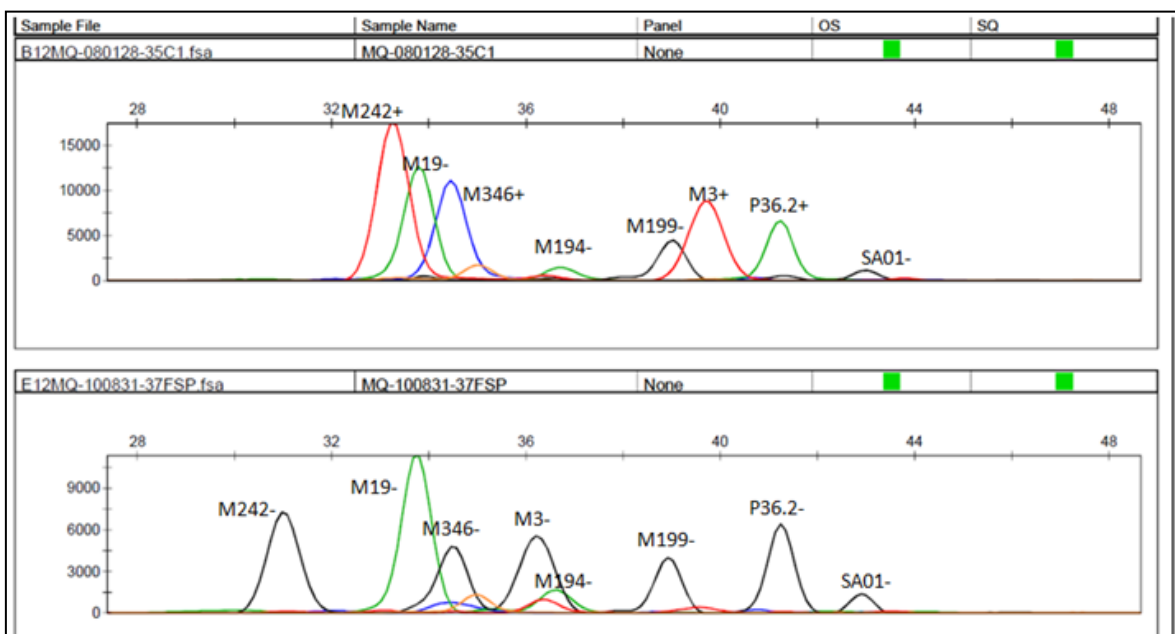 Sample File Sample Name Panel OS SQ
B12MQ-080128-35C1.fsa MQ-080128-35C1 None
28 32 36 40 44 48
M242+
15000
M19-
M346+
M3+
10000
P36.2+
M199-
M194-
5000
SA01-
0
E12MQ-100831-37FSP.fsa MQ-100831-37FSP None
28 32 36 40 44 48
9000
M19-
M242-
M346-
M3-
P36.2-
6000
M199-
M194-
SA01-
3000
0